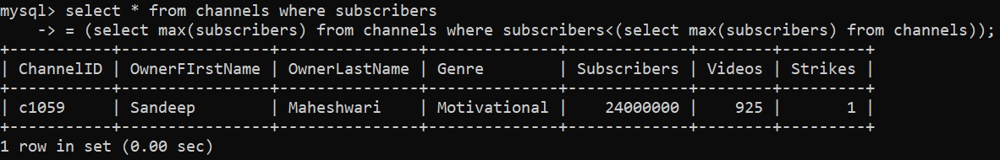 mysql> select * from channels where subscribers
    -> = (select max(subscribers) from channels where subscribers<(select max(subscribers) from channels));
+-----------+----------------+---------------+--------------+-------------+--------+---------+
| ChannelID | OwnerFIrstName | OwnerLastName | Genre        | Subscribers | Videos | Strikes |
+-----------+----------------+---------------+--------------+-------------+--------+---------+
| c1059     | Sandeep        | Maheshwari    | Motivational |    24000000 |    925 |       1 |
+-----------+----------------+---------------+--------------+-------------+--------+---------+
1 row in set (0.00 sec)